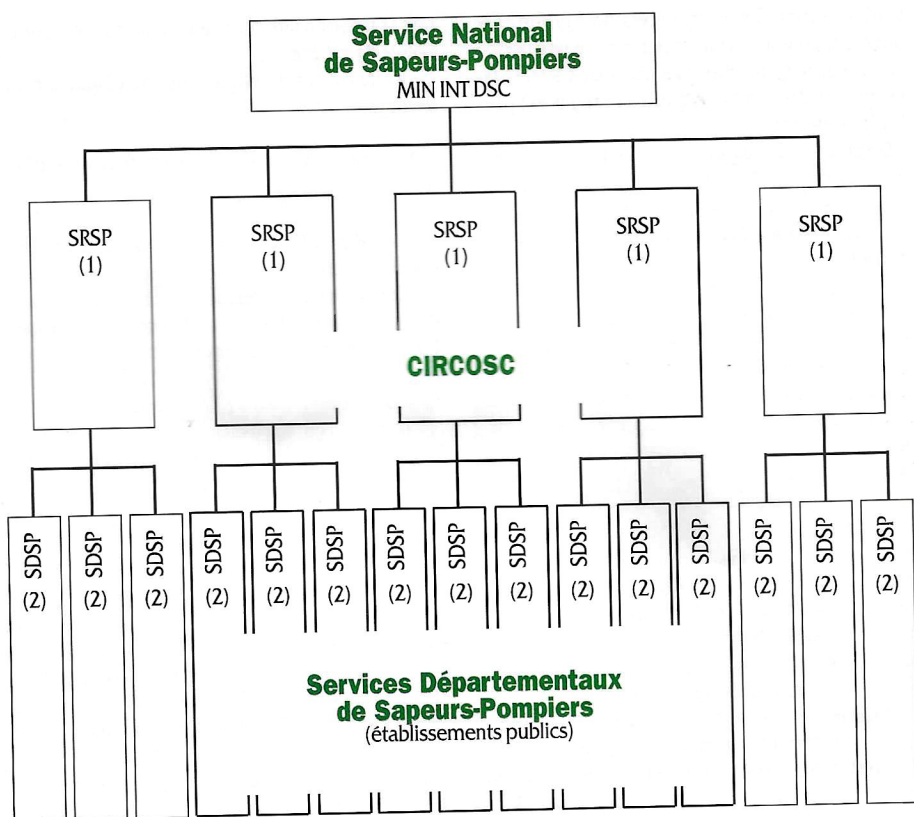 Service National
de Sapeurs-Pompiers
MIN INT DSC
SRSP
(1)
SRSP
(1)
SRSP
(1)
SRSP
(1)
SRSP
(1)
CIRCOSC
SDSP
(2)
SDSP
(2)
SDSP
(2)
SDSP
(2)
SDSP
(2)
SDSP
(2)
SDSP
(2)
SDSP
(2)
SDSP
(2)
SDSP
(2)
SDSP
(2)
SDSP
(2)
SDSP
(2)
SDSP
(2)
SDSP
(2)
Services Départementaux
de Sapeurs-Pompiers
(établissements publics)